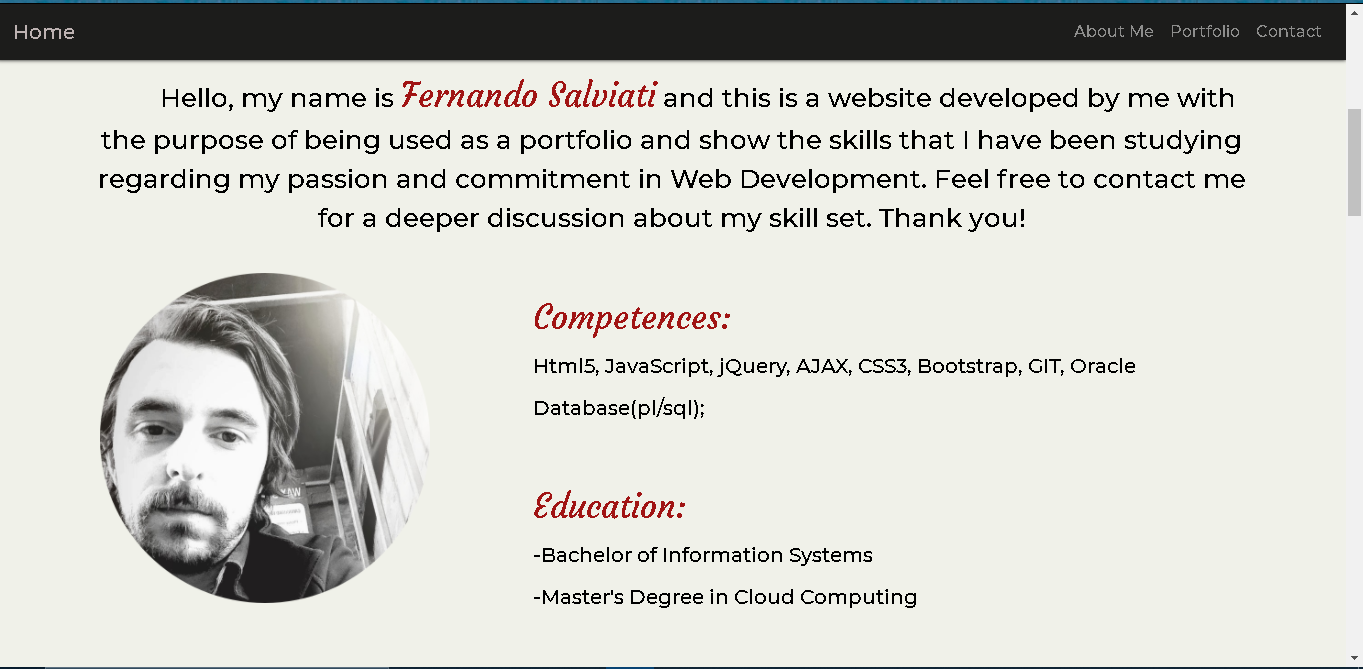 Home About Me Portfolio Contact
Hello, my name is Fernando Salviati and this is a website developed by me with
the purpose of being used as a portfolio and show the skills that I have been studying
regarding my passion and commitment in Web Development. Feel free to contact me
for a deeper discussion about my skill set. Thank you!
Competences:
Html5, JavaScript, jQuery, AJAX, CSS3, Bootstrap, GIT, Oracle
Database(pl/sql);
Education:
-Bachelor of Information Systems
-Master's Degree in Cloud Computing